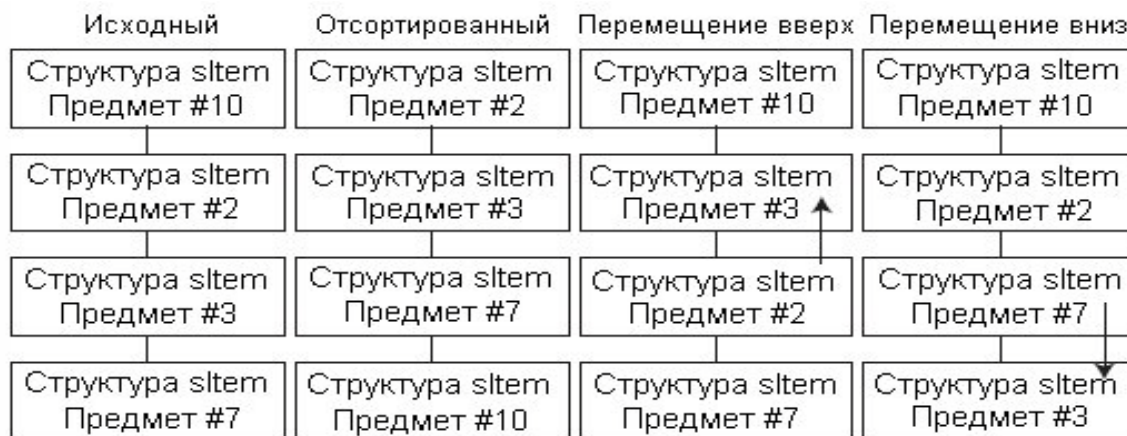 Исходный Отсортированный Перемещение вверх Перемещение вниз
Структура sItem Структура sItem Структура sItem Структура sItem
Предмет #10 Предмет #2 Предмет #10 Предмет #10
Структура sItem Структура sItem Структура sItem Структура sItem
Предмет #2 Предмет #3 Предмет #3 Предмет #2
Структура sItem Структура sItem Структура sItem Структура sItem
Предмет #3 Предмет #7 Предмет #2 Предмет #7
Структура sItem Структура sItem Структура sItem Структура sItem
Предмет #7 Предмет #10 Предмет #7 Предмет #3